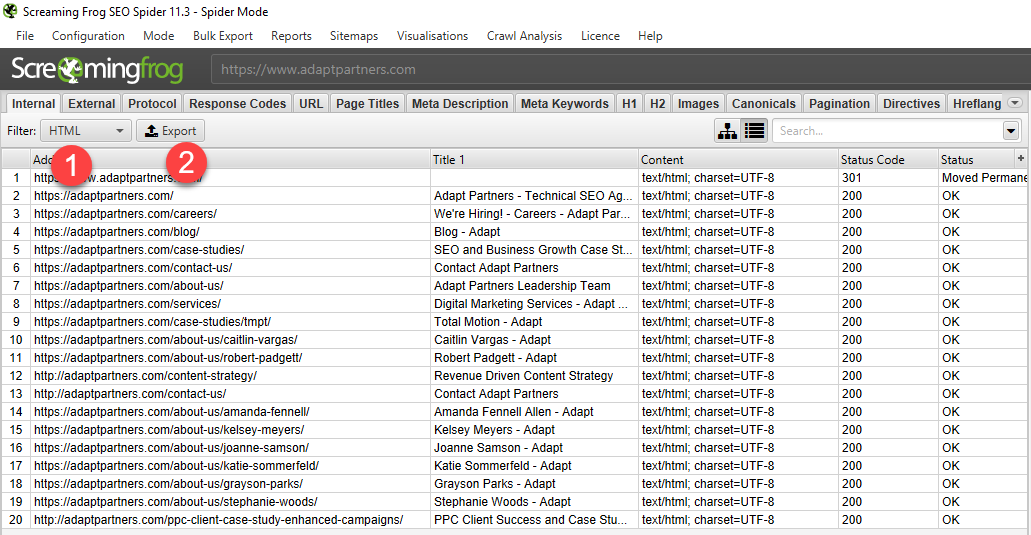 Screaming Frog SEO Spider 11.3 - Spider Mode
File Configuration Mode Bulk Export Reports Sitemaps Visualisations Crawl Analysis Licence Help
Screamingfrog https://www.adaptpartners.com
Internal External Protocol Response Codes URL Page Titles Meta Description Meta Keywords H1 H2 Images Canonicals Pagination Directives Hreflang
Filter: HTML Export Search...
1 2
Title 1 Content Status Code Status +
1 301 text/html; charset=UTF-8 Moved
2 https://adaptpartners.com/ Adapt Partners - Technical SEO Ag... text/html; charset=UTF-8 200 OK
3 https://adaptpartners.com/careers/ We're Hiring! - Careers - Adapt Par... text/html; charset=UTF-8 200 OK
4 https://adaptpartners.com/blog/ Blog - Adapt text/html; charset=UTF-8 200 OK
5 https://adaptpartners.com/case-studies/ SEO and Business Growth Case St... text/html; charset=UTF-8 200 OK
6 https://adaptpartners.com/contact-us/ Contact Adapt Partners text/html; charset=UTF-8 200 OK
7 https://adaptpartners.com/about-us/ Adapt Partners Leadership Team text/html; charset=UTF-8 200 OK
8 https://adaptpartners.com/services/ Digital Marketing Services - Adapt ... text/html; charset=UTF-8 200 OK
9 https://adaptpartners.com/case-studies/tmpt/ Total Motion - Adapt text/html; charset=UTF-8 200 OK
10 https://adaptpartners.com/about-us/caitlin-vargas/ Caitlin Vargas - Adapt text/html; charset=UTF-8 200 OK
11 https://adaptpartners.com/about-us/robert-padgett/ Robert Padgett - Adapt text/html; charset=UTF-8 200 OK
12 http://adaptpartners.com/content-strategy/ Revenue Driven Content Strategy text/html; charset=UTF-8 200 OK
13 http://adaptpartners.com/contact-us/ Contact Adapt Partners text/html; charset=UTF-8 200 OK
14 https://adaptpartners.com/about-us/amanda-fennell/ Amanda Fennell Allen - Adapt text/html; charset=UTF-8 200 OK
15 https://adaptpartners.com/about-us/kelsey-meyers/ Kelsey Meyers - Adapt text/html; charset=UTF-8 200 OK
16 https://adaptpartners.com/about-us/joanne-samson/ Joanne Samson - Adapt text/html; charset=UTF-8 200 OK
17 https://adaptpartners.com/about-us/katie-sommerfeld/ Katie Sommerfeld - Adapt text/html; charset=UTF-8 200 OK
18 https://adaptpartners.com/about-us/grayson-parks/ Grayson Parks - Adapt text/html; charset=UTF-8 200 OK
19 https://adaptpartners.com/about-us/stephanie-woods/ Stephanie Woods - Adapt text/html; charset=UTF-8 200 OK
20 http://adaptpartners.com/ppc-client-case-study-enhanced-campaigns/ PPC Client Success and Case Stu... text/html; charset=UTF-8 200 OK